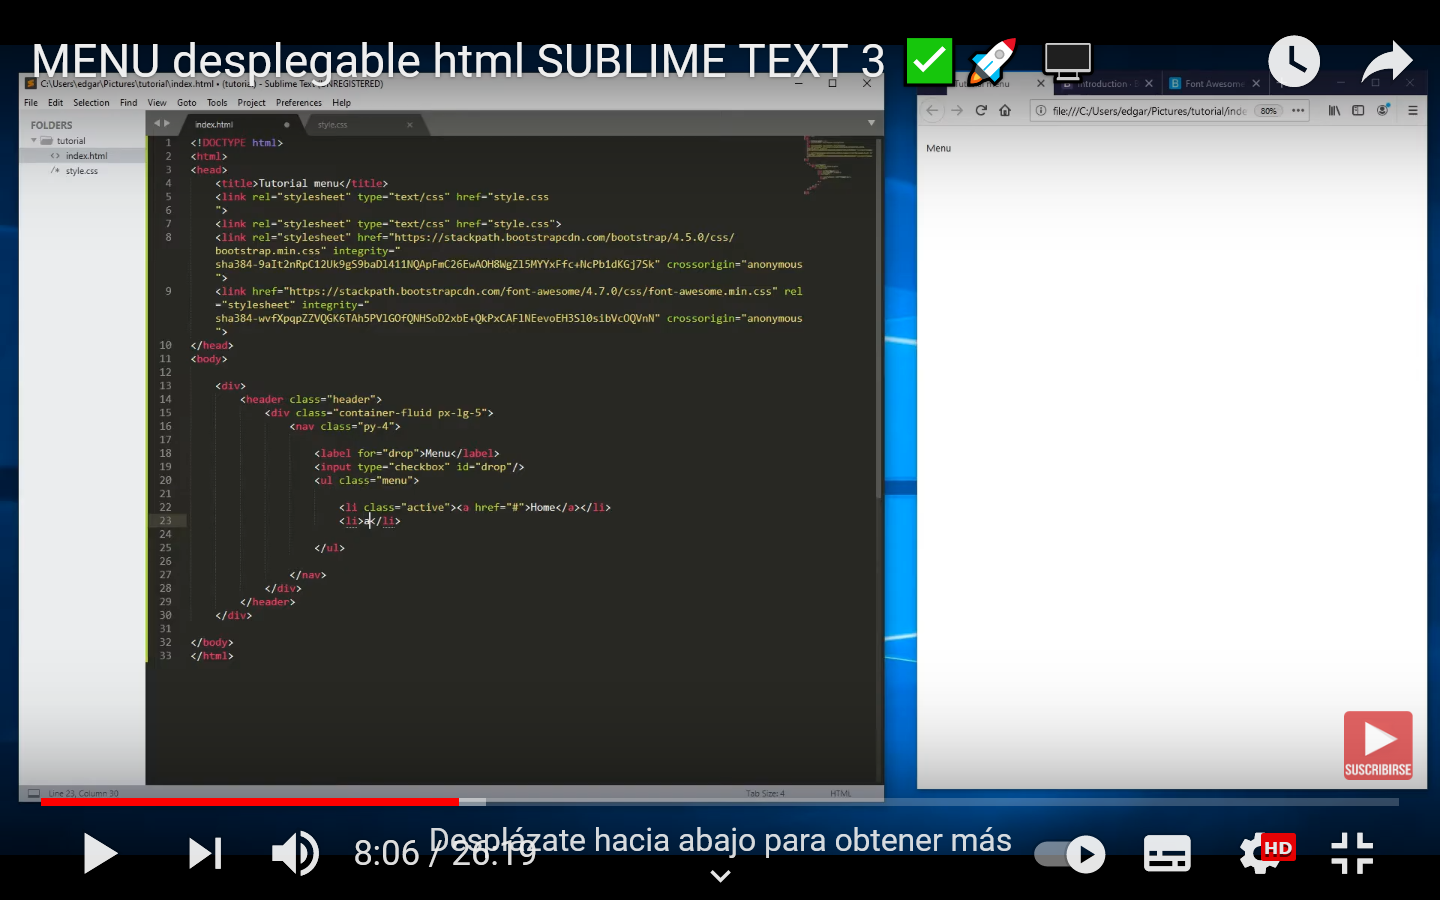 MENU desplegable html SUBLIME TEXT 3
C:\Users\edgar\Pictures\tutorial\index.html • (tutorial) - Sublime Text (UNREGISTERED)
File Edit Selection Find View Goto Tools Project Preferences Help
FOLDERS
tutorial
index.html
style.css
index.html
style.css
1 <!DOCTYPE html>
2 <html>
3 <head>
4 <title>Tutorial menu</title>
5 <link rel="stylesheet" type="text/css" href="style.css
6 ">
7 <link rel="stylesheet" type="text/css" href="style.css">
8 <link rel="stylesheet" href="https://stackpath.bootstrapcdn.com/bootstrap/4.5.0/css/
bootstrap.min.css" integrity="
sha384-9aIt2nRpC12Uk9gS9baDl411NQApFmC26EwAOH8WgZl5MYYxFfc+NcPb1dKGj7Sk" crossorigin="anonymous
">
9 <link href="https://stackpath.bootstrapcdn.com/font-awesome/4.7.0/css/font-awesome.min.css" rel
="stylesheet" integrity="
sha384-wvfXpqpZZVQGK6TAh5PVlGOfQNHSoD2xbE+QkPxCAFlNEevoEH3Sl0sibVcOQVnN" crossorigin="anonymous
">
10 </head>
11 <body>
12
13 <div>
14 <header class="header">
15 <div class="container-fluid px-lg-5">
16 <nav class="py-4">
17
18 <label for="drop">Menu</label>
19 <input type="checkbox" id="drop"/>
20 <ul class="menu">
21
22 <li class="active"><a href="#">Home</a></li>
23 <li>a</li>
24
25 </ul>
26
27 </nav>
28 </div>
29 </header>
30 </div>
31
32 </body>
33 </html>
Line 23, Column 30
Tab Size: 4
HTML
Tutorial menu
Introduction -
Font Awesome
file:///C:/Users/edgar/Pictures/tutorial/inde
80%
Menu
SUSCRIBIRSE
8:06 / 26:19
Desplázate hacia abajo para obtener más
HD